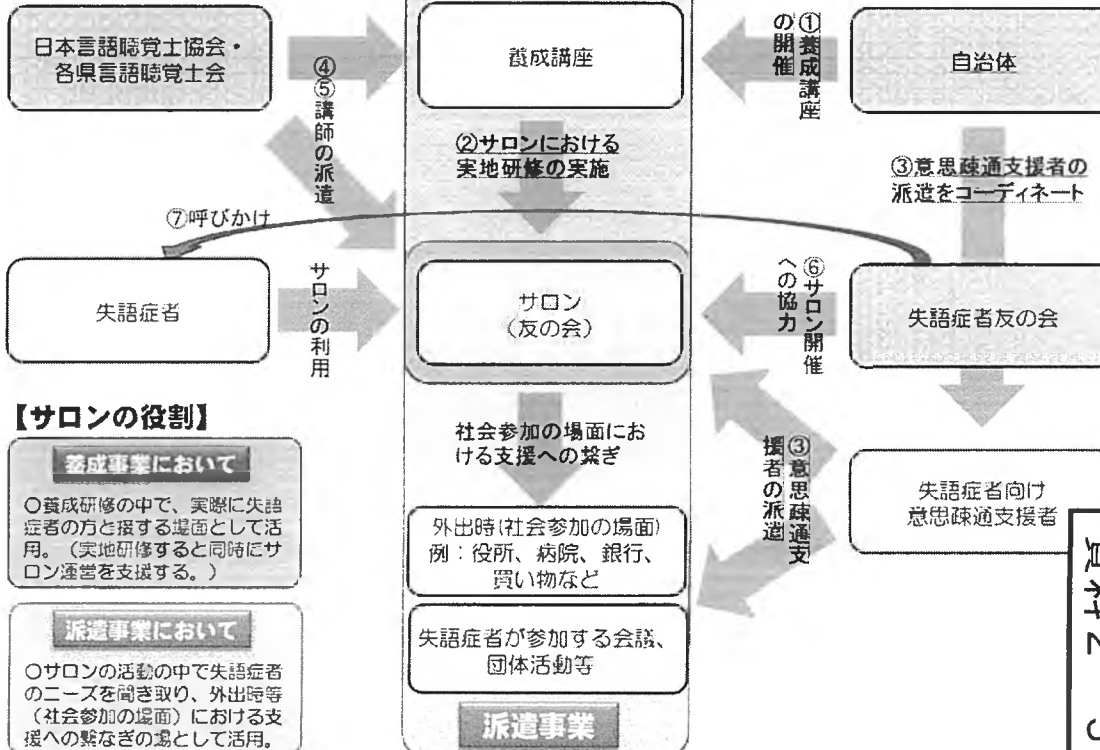 日本言語聴覚士協会・
各県言語聴覚士会
④
⑤講師の派遣
養成講座
①養成講座
の開催
自治体
②サロンにおける
実地研修の実施
③意思疎通支援者の
派遣をコーディネート
⑦呼びかけ
失語症者
サロンの利用
サロン
（友の会）
⑥サロン開催
への協力
失語症者友の会
【サロンの役割】
養成事業において
○養成研修の中で、実際に失語
症者の方と接する場面として活
用。（実地研修すると同時にサ
ロン運営を支援する。）
派遣事業において
○サロンの活動の中で失語症者
のニーズを聞き取り、外出時等
（社会参加の場面）における支
援への繋なぎの場として活用。
社会参加の場面にお
ける支援への繋ぎ
外出時(社会参加の場面)
例：役所、病院、銀行、
買い物など
失語症者が参加する会議、
団体活動等
派遣事業
③意思疎通支
援者の派遣
失語症者向け
意思疎通支援者
資料２